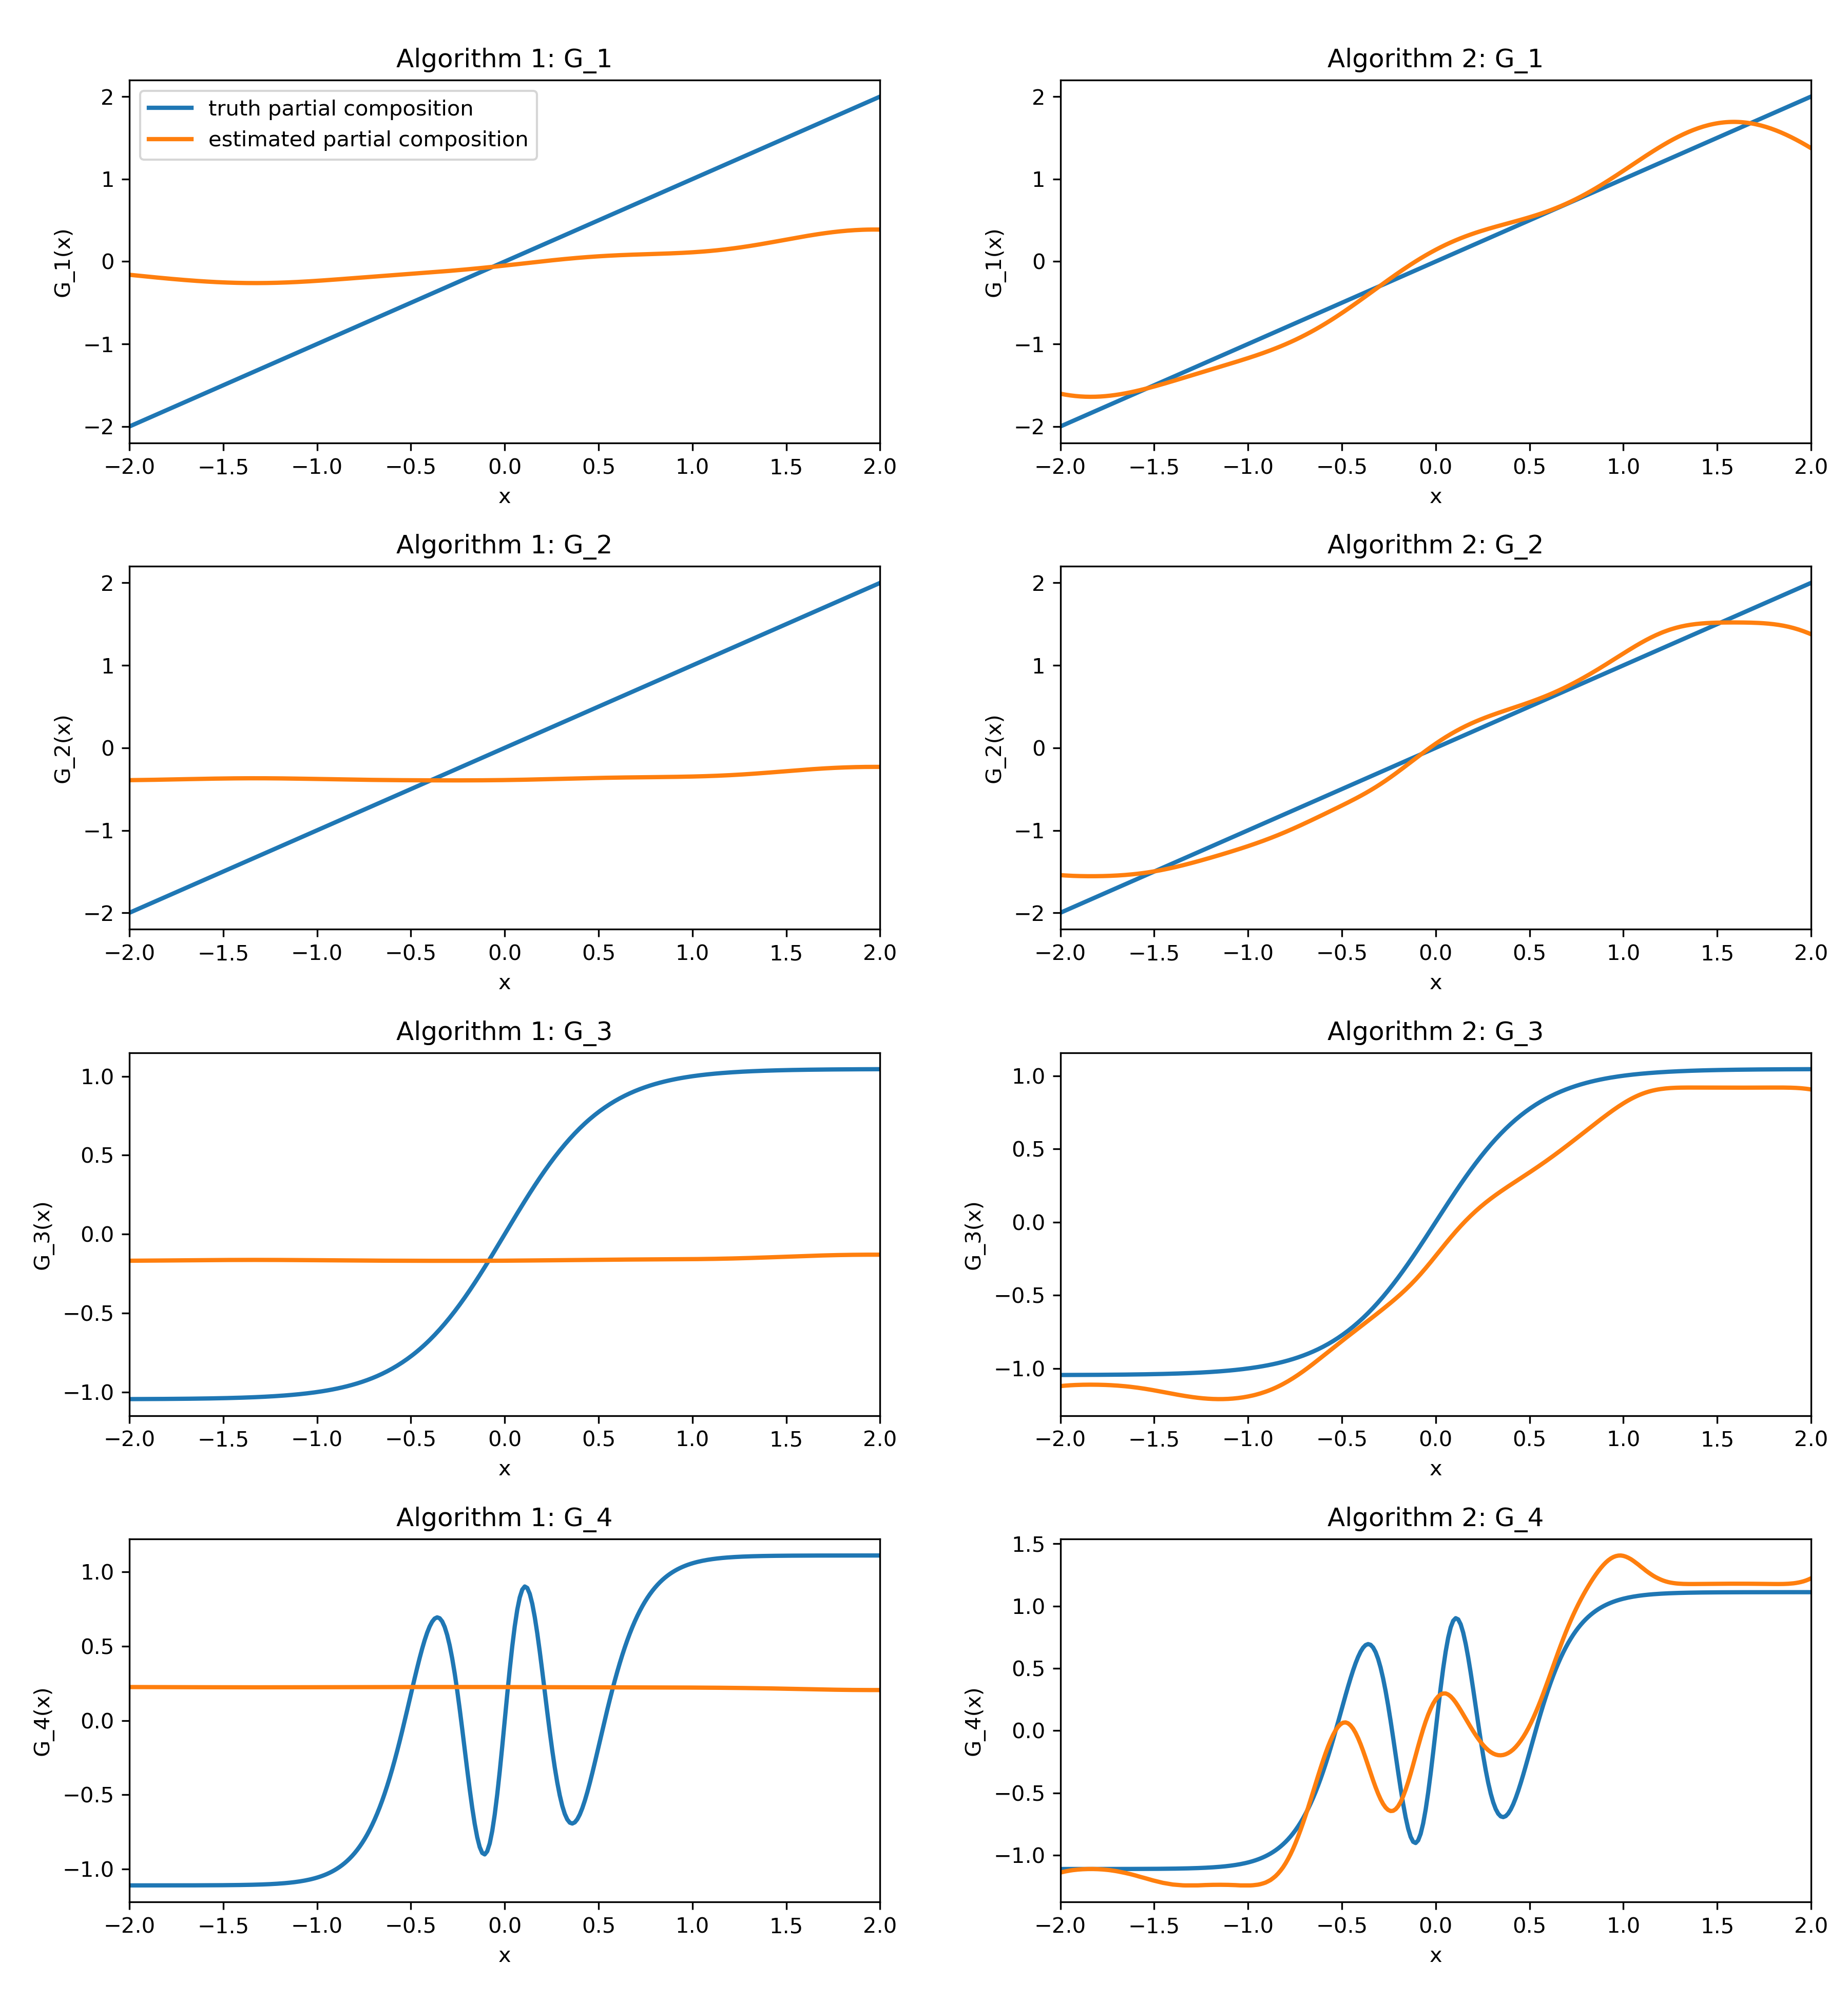 Algorithm 1: G_1
truth partial composition
estimated partial composition
2
1
0
−1
−2
G_1(x)
−2.0 −1.5 −1.0 −0.5 0.0 0.5 1.0 1.5 2.0
x
Algorithm 2: G_1
2
1
0
−1
−2
G_1(x)
−2.0 −1.5 −1.0 −0.5 0.0 0.5 1.0 1.5 2.0
x
Algorithm 1: G_2
2
1
0
−1
−2
G_2(x)
−2.0 −1.5 −1.0 −0.5 0.0 0.5 1.0 1.5 2.0
x
Algorithm 2: G_2
2
1
0
−1
−2
G_2(x)
−2.0 −1.5 −1.0 −0.5 0.0 0.5 1.0 1.5 2.0
x
Algorithm 1: G_3
1.0
0.5
0.0
−0.5
−1.0
G_3(x)
−2.0 −1.5 −1.0 −0.5 0.0 0.5 1.0 1.5 2.0
x
Algorithm 2: G_3
1.0
0.5
0.0
−0.5
−1.0
G_3(x)
−2.0 −1.5 −1.0 −0.5 0.0 0.5 1.0 1.5 2.0
x
Algorithm 1: G_4
1.0
0.5
0.0
−0.5
−1.0
G_4(x)
−2.0 −1.5 −1.0 −0.5 0.0 0.5 1.0 1.5 2.0
x
Algorithm 2: G_4
1.5
1.0
0.5
0.0
−0.5
−1.0
G_4(x)
−2.0 −1.5 −1.0 −0.5 0.0 0.5 1.0 1.5 2.0
x